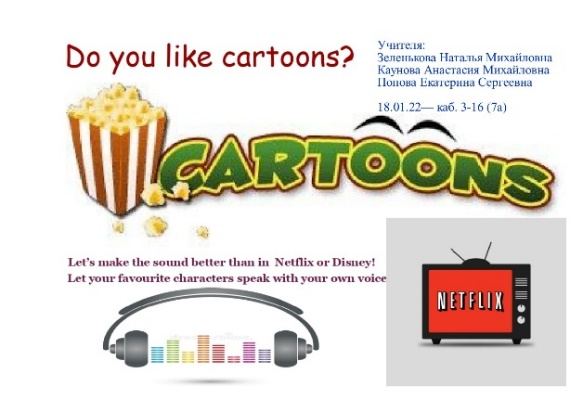 Do you like cartoons?
Учителя:
Зеленькова Наталья Михайловна
Каунова Анастасия Михайловна
Попова Екатерина Сергеевна
18.01.22— каб. 3-16 (7а)
CARTOONS
Let's make the sound better than in Netflix or Disney!
Let your favourite characters speak with your own voice
NETFLIX